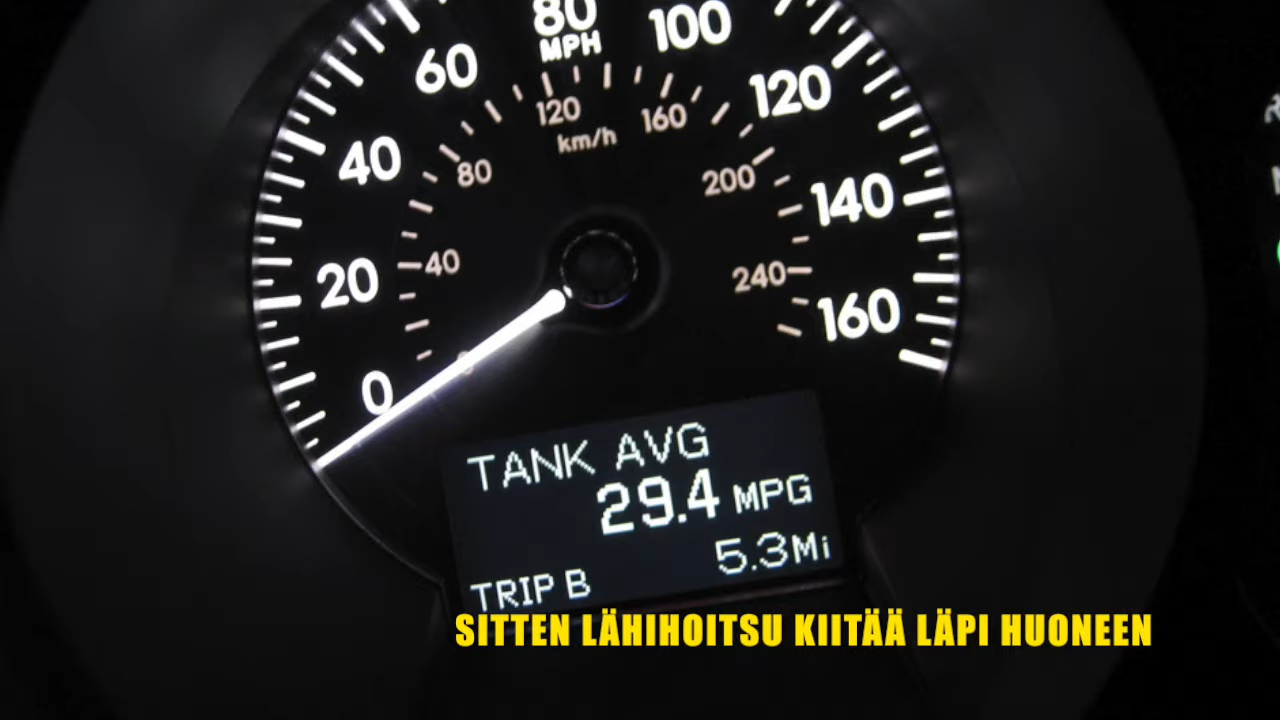 80
MPH
100
60
120
120
160
km/h
40
80
200
140
20
40
240
160
0
TANK AVG
29.4 MPG
5.3Mi
TRIP B
SITTEN LÄHIHOITSU KIITÄÄ LÄPI HUONEEN